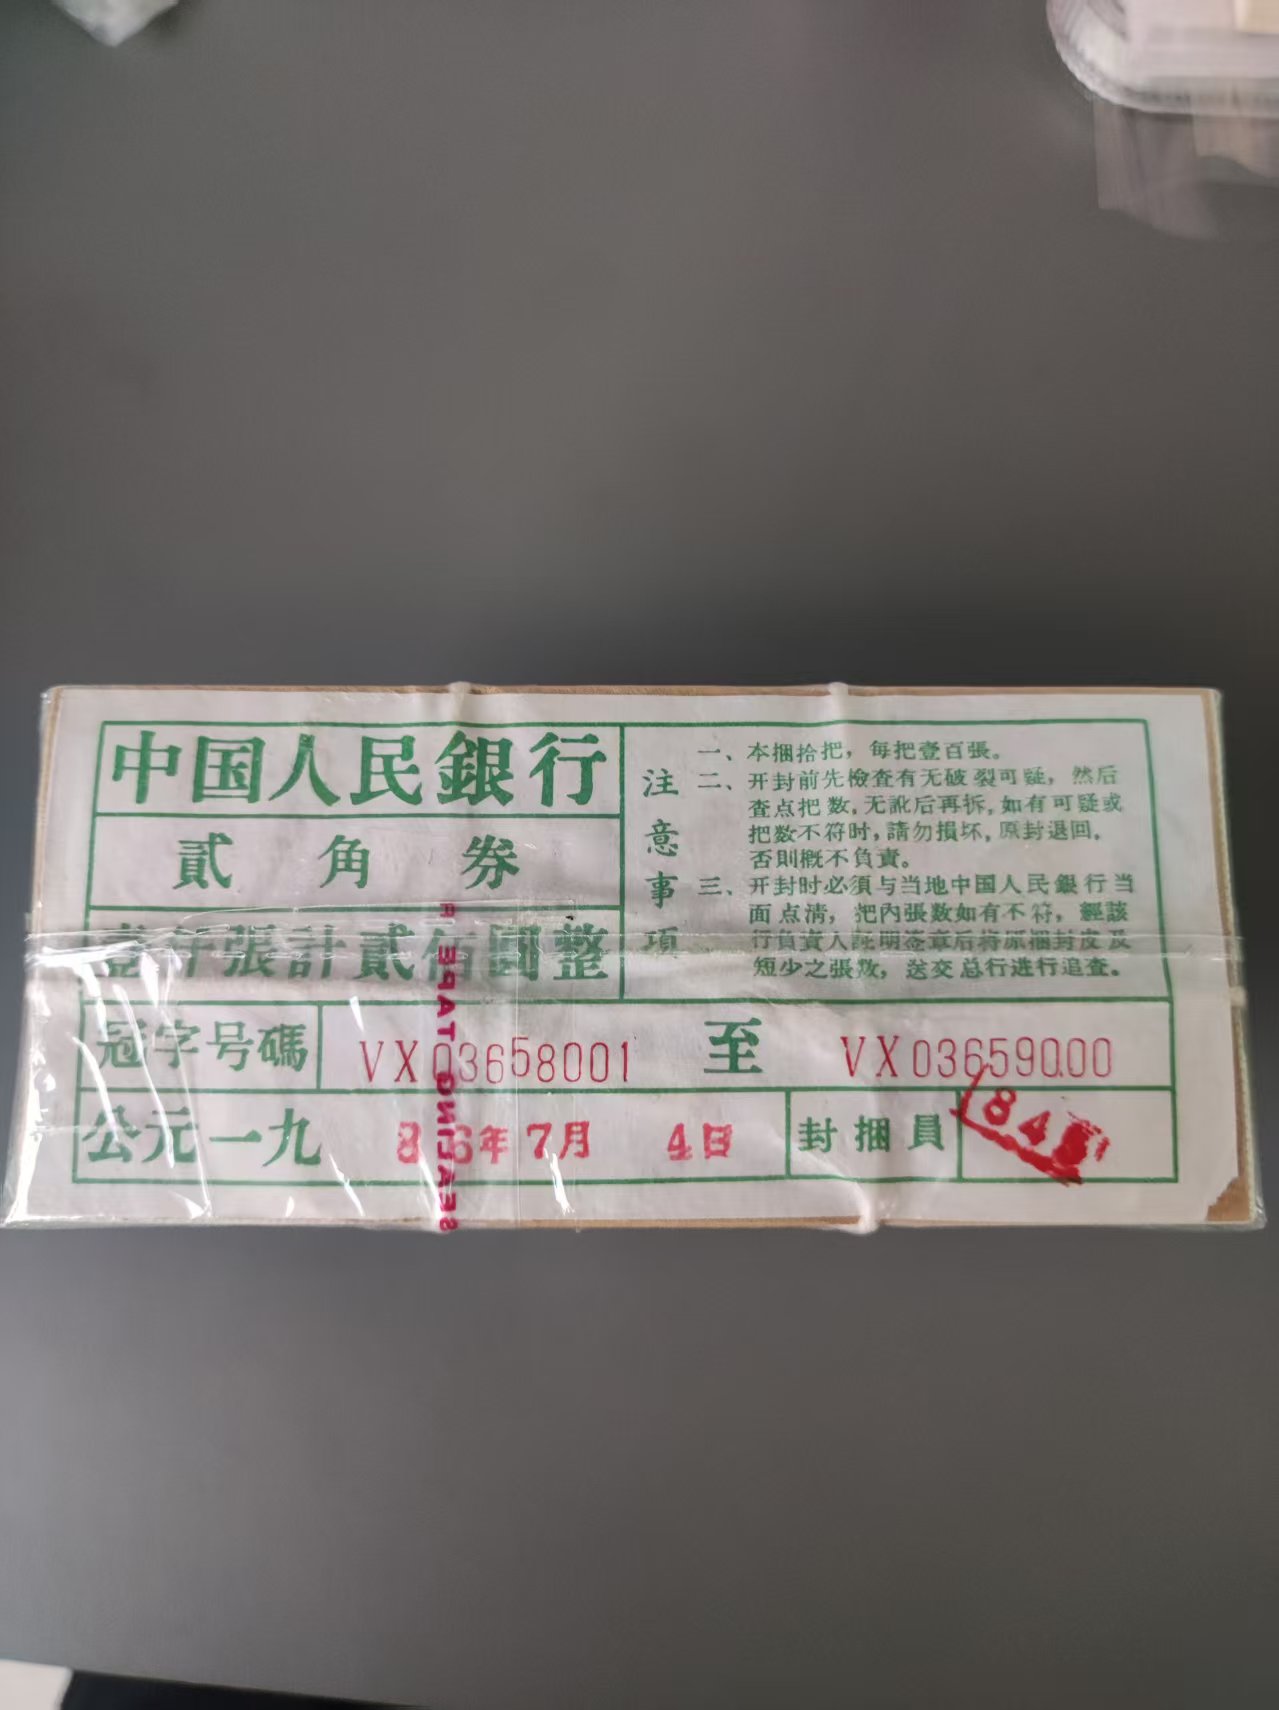 中国人民銀行
貳角券
壹仟張計貳佰圓整
注意事項
一、本捆拾把，每把壹百張。
二、开封前先檢查有无破裂可疑，然后
查点把数，无訛后再拆，如有可疑或
把数不符时，請勿損坏，原封退回，
否則概不負責。
三、开封时必須与当地中国人民銀行当
面点清，把內張数如有不符，經該
行負責人証明签章后将原捆封皮及
短少之張数，送交总行进行追查。
冠字号碼 VX03658001 至 VX03659000
公元一九86年7月4日 封捆員 84
SEALING TAPE